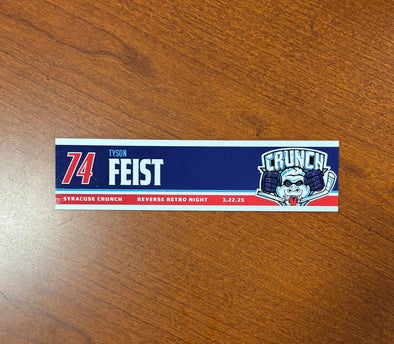 74
TYSON
FEIST
CRUNCH
SYRACUSE CRUNCH REVERSE RETRO NIGHT 3.22.25